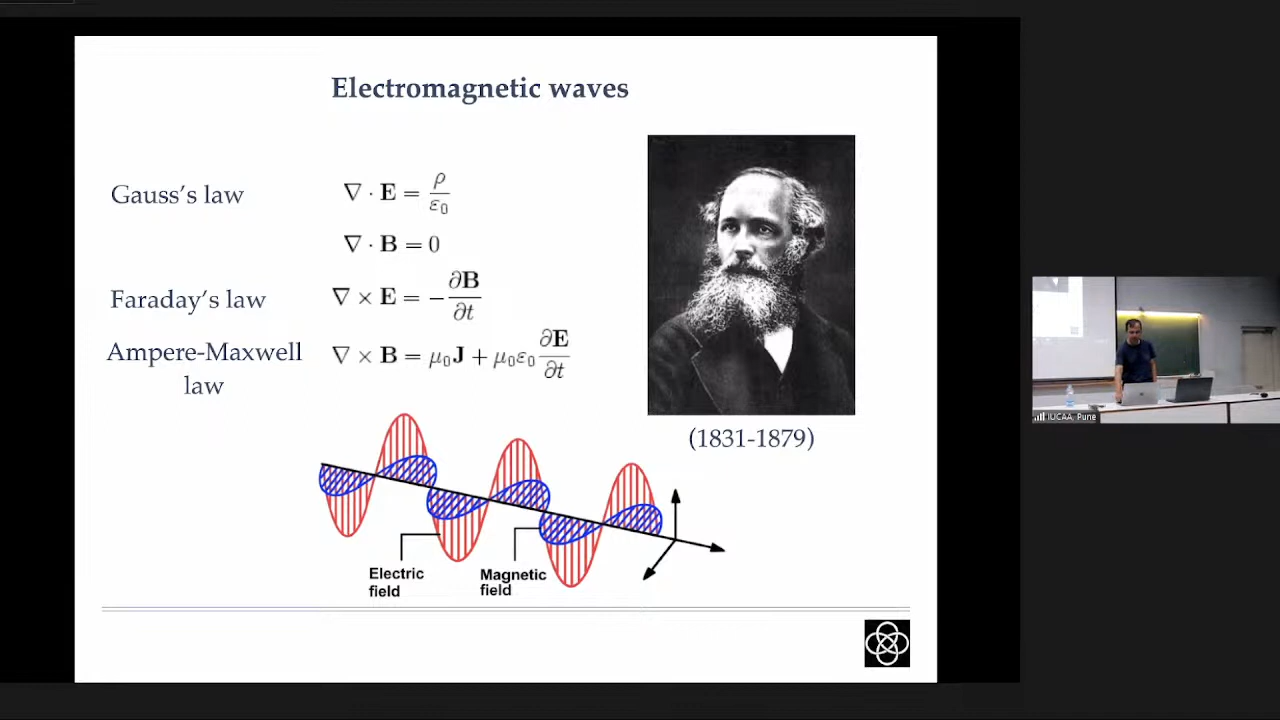 Electromagnetic waves
Gauss's law
∇ · E = ρ/ε₀
∇ · B = 0
Faraday's law
∇ × E = −∂B/∂t
Ampere-Maxwell
law
∇ × B = μ₀J + μ₀ε₀ ∂E/∂t
(1831-1879)
Electric
field
Magnetic
field
IUCAA, Pune